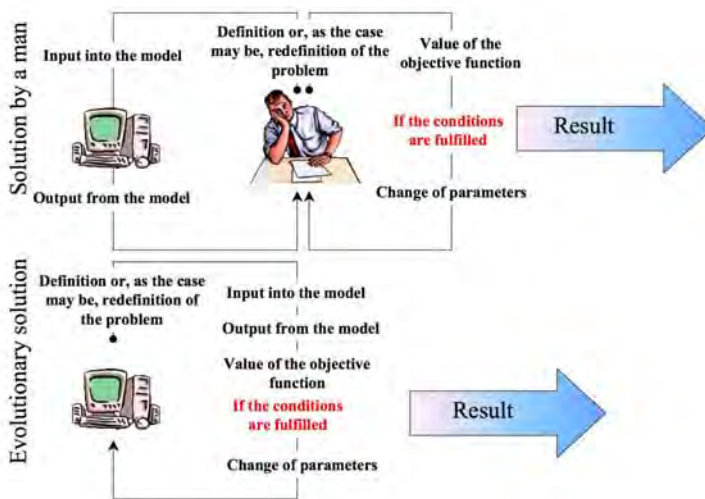 Solution by a man
Input into the model
Output from the model
Definition or, as the case
may be, redefinition of the
problem
Value of the
objective function
If the conditions
are fulfilled
Change of parameters
Result
Evolutionary solution
Definition or, as the case
may be, redefinition of
the problem
Input into the model
Output from the model
Value of the objective
function
If the conditions
are fulfilled
Change of parameters
Result